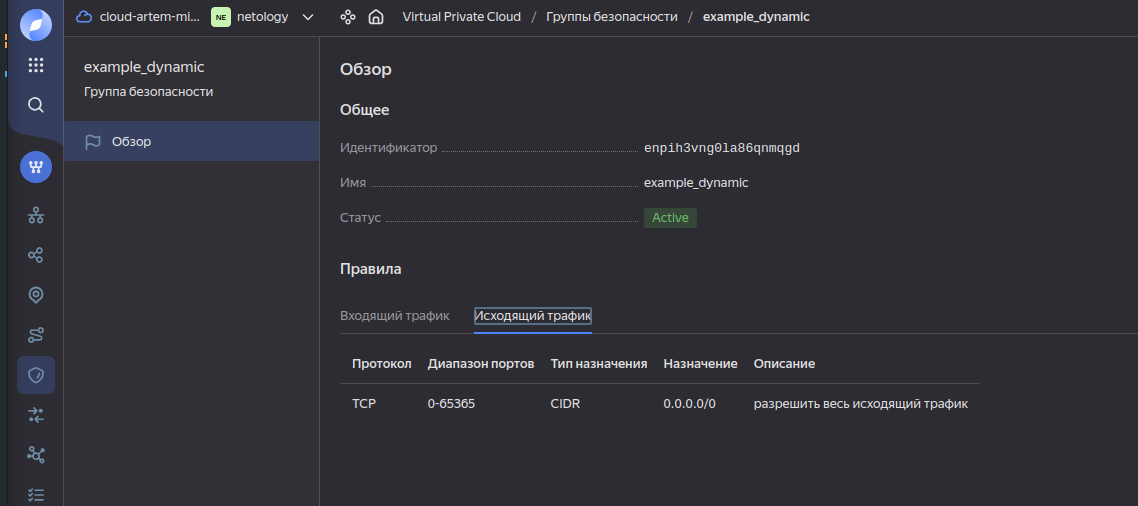 cloud-artem-mi... NE netology Virtual Private Cloud / Группы безопасности / example_dynamic
example_dynamic
Группа безопасности
Обзор
Обзор
Общее
Идентификатор enpih3vng0la86qnmqgd
Имя example_dynamic
Статус Active
Правила
Входящий трафик Исходящий трафик
Протокол Диапазон портов Тип назначения Назначение Описание
TCP 0-65365 CIDR 0.0.0.0/0 разрешить весь исходящий трафик